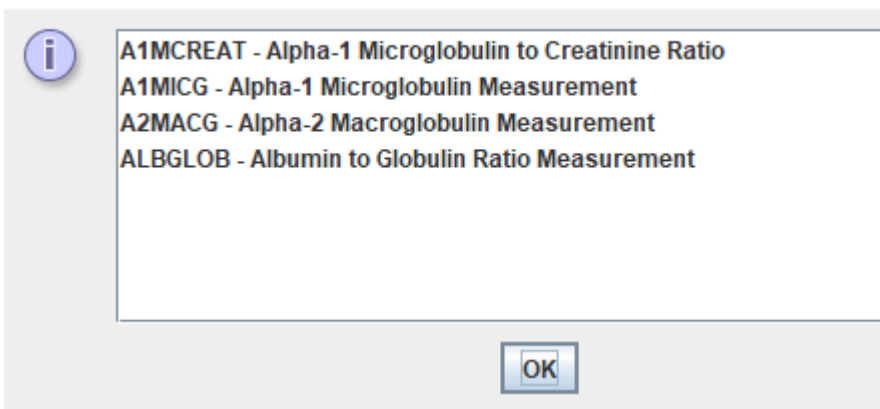 A1MCREAT - Alpha-1 Microglobulin to Creatinine Ratio
A1MICG - Alpha-1 Microglobulin Measurement
A2MACG - Alpha-2 Macroglobulin Measurement
ALBGLOB - Albumin to Globulin Ratio Measurement
OK